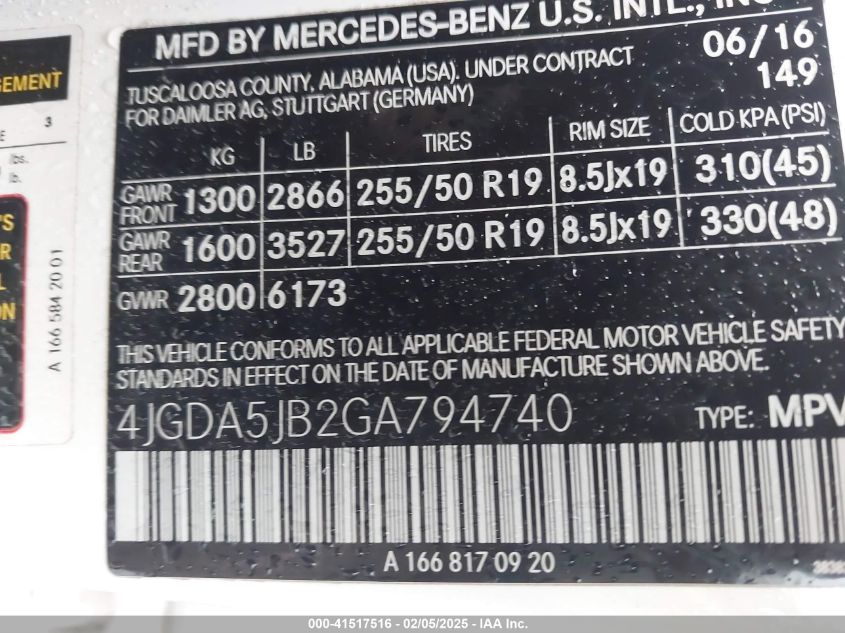 MFD BY MERCEDES-BENZ U.S. INTL., INC
06/16
TUSCALOOSA COUNTY, ALABAMA (USA). UNDER CONTRACT
149
FOR DAIMLER AG, STUTTGART (GERMANY)
KG LB TIRES RIM SIZE COLD KPA (PSI)
GAWR FRONT 1300 2866 255/50 R19 8.5Jx19 310(45)
GAWR REAR 1600 3527 255/50 R19 8.5Jx19 330(48)
GVWR 2800 6173
THIS VEHICLE CONFORMS TO ALL APPLICABLE FEDERAL MOTOR VEHICLE SAFETY
STANDARDS IN EFFECT ON THE DATE OF MANUFACTURE SHOWN ABOVE.
4JGDA5JB2GA794740 TYPE: MPV
A 166 817 09 20
GEMENT
3
lbs.
lb.
A 166 584 20 01
000-41517516 - 02/05/2025 - IAA Inc.